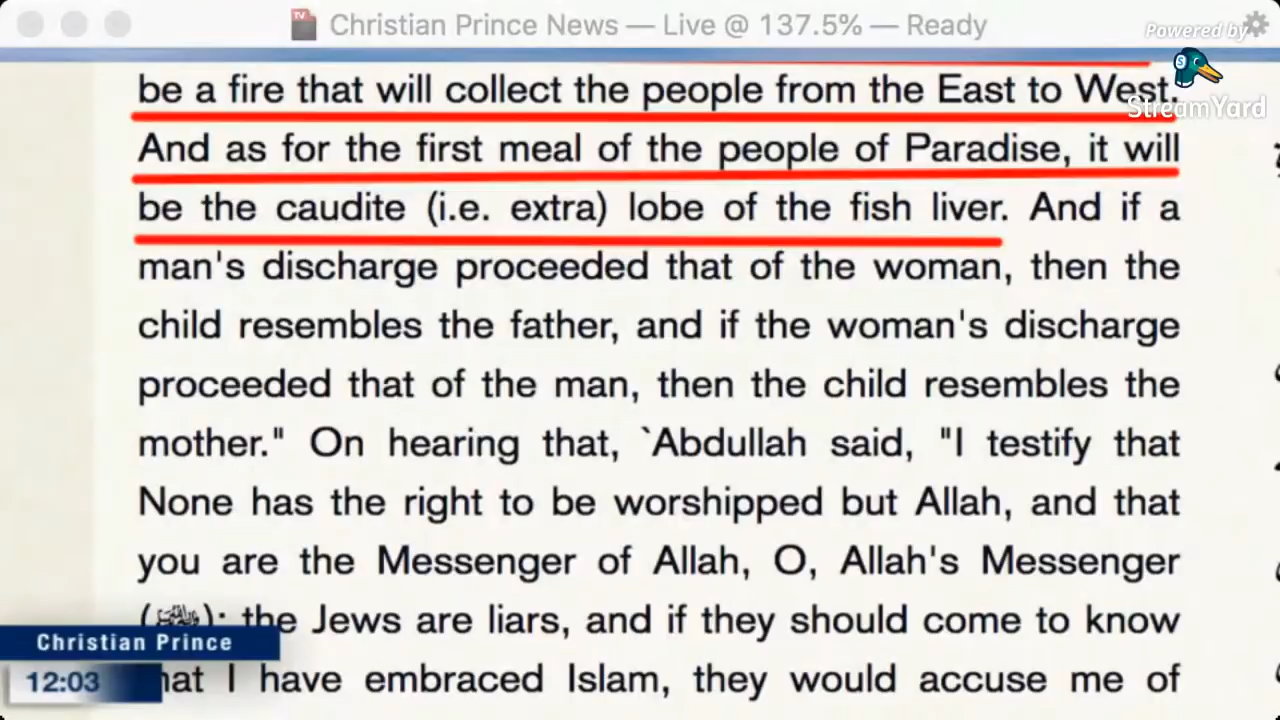 TV Christian Prince News — Live @ 137.5% — Ready
Powered by
StreamYard
be a fire that will collect the people from the East to West.
And as for the first meal of the people of Paradise, it will
be the caudite (i.e. extra) lobe of the fish liver. And if a
man's discharge proceeded that of the woman, then the
child resembles the father, and if the woman's discharge
proceeded that of the man, then the child resembles the
mother." On hearing that, `Abdullah said, "I testify that
None has the right to be worshipped but Allah, and that
you are the Messenger of Allah, O, Allah's Messenger
(ﷺ); the Jews are liars, and if they should come to know
hat I have embraced Islam, they would accuse me of
Christian Prince
12:03